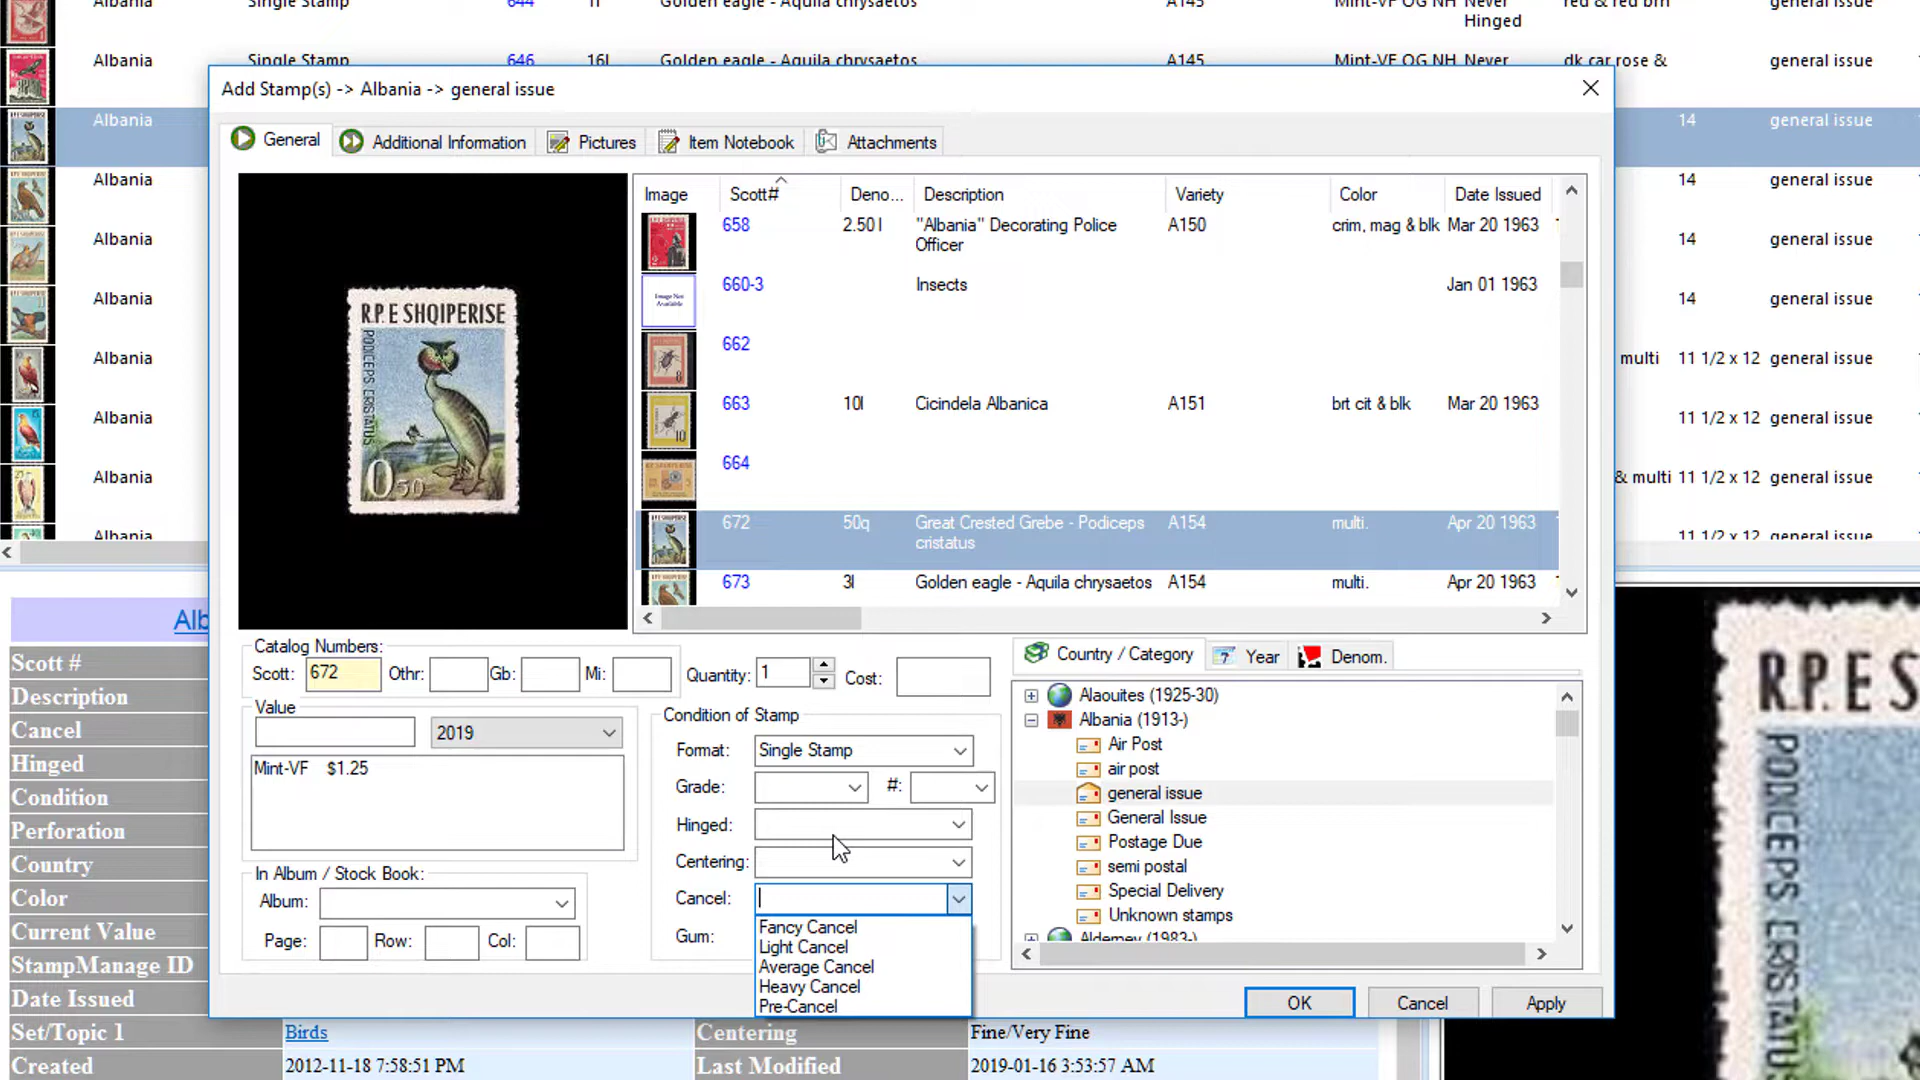 Albania Single Stamp 644 1l Golden eagle - Aquila chrysaetos A145 Mint-VF OG NH Never Hinged red & red brn general issue
Albania Single Stamp 646 16l Golden eagle - Aquila chrysaetos A145 Mint-VF OG NH Never dk car rose & general issue
Albania 14 general issue
Albania 14 general issue
Albania 14 general issue
Albania 14 general issue
Albania multi 11 1/2 x 12 general issue
Albania 11 1/2 x 12 general issue
Albania & multi 11 1/2 x 12 general issue
Albania 11 1/2 x 12 general issue
Add Stamp(s) -> Albania -> general issue
General Additional Information Pictures Item Notebook Attachments
R.P.E SHQIPERISE
PODICEPS CRISTATUS
0.50
Image Scott# Deno... Description Variety Color Date Issued
658 2.50 l "Albania" Decorating Police Officer A150 crim, mag & blk Mar 20 1963
Image Not Available
660-3 Insects Jan 01 1963
662
663 10l Cicindela Albanica A151 brt cit & blk Mar 20 1963
664
672 50q Great Crested Grebe - Podiceps cristatus A154 multi. Apr 20 1963
673 3l Golden eagle - Aquila chrysaetos A154 multi. Apr 20 1963
Catalog Numbers:
Scott: 672 Othr: Gb: Mi: Quantity: 1 Cost:
Value
2019
Mint-VF $1.25
In Album / Stock Book:
Album:
Page: Row: Col:
Condition of Stamp
Format: Single Stamp
Grade: #:
Hinged:
Centering:
Cancel:
Gum:
Fancy Cancel
Light Cancel
Average Cancel
Heavy Cancel
Pre-Cancel
Country / Category Year Denom.
Alaouites (1925-30)
Albania (1913-)
Air Post
air post
general issue
General Issue
Postage Due
semi postal
Special Delivery
Unknown stamps
Alderney (1983-)
OK Cancel Apply
Alb
Scott #
Description
Cancel
Hinged
Condition
Perforation
Country
Color
Current Value
StampManage ID
Date Issued
Set/Topic 1 Birds Centering Fine/Very Fine
Created 2012-11-18 7:58:51 PM Last Modified 2019-01-16 3:53:57 AM
R.P.E S
PODICEPS CRISTATUS